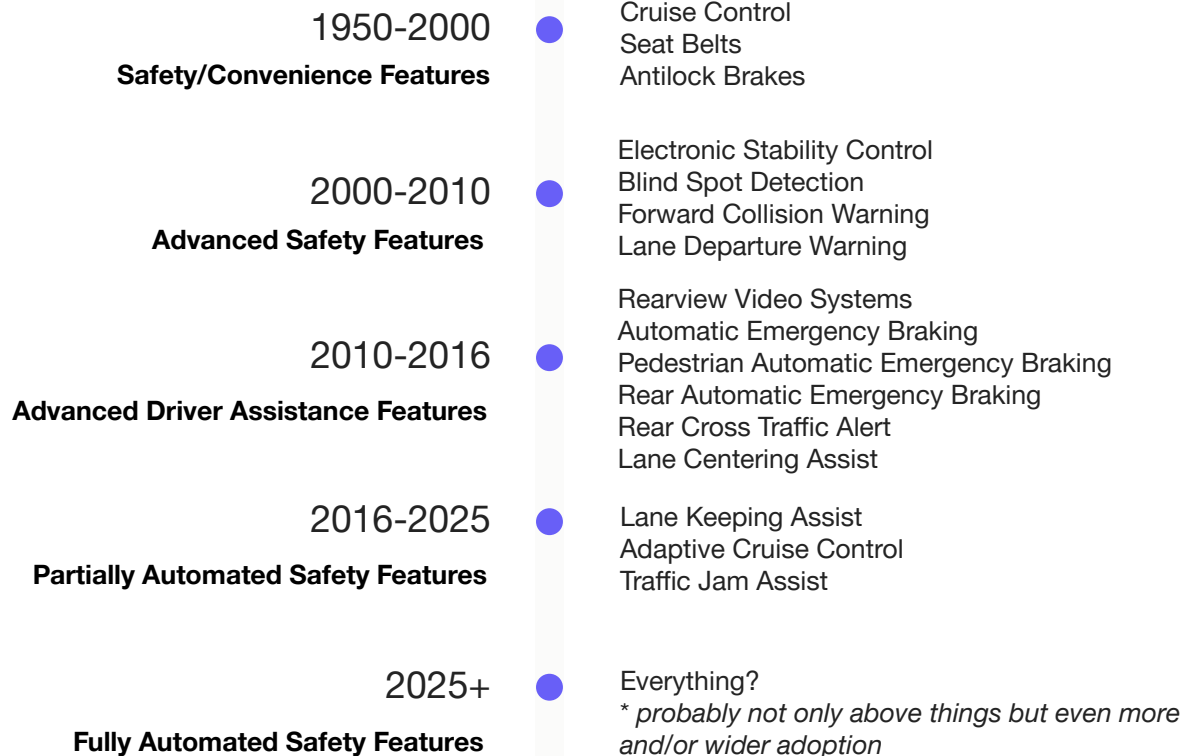 1950-2000
Safety/Convenience Features
Cruise Control
Seat Belts
Antilock Brakes
2000-2010
Advanced Safety Features
Electronic Stability Control
Blind Spot Detection
Forward Collision Warning
Lane Departure Warning
2010-2016
Advanced Driver Assistance Features
Rearview Video Systems
Automatic Emergency Braking
Pedestrian Automatic Emergency Braking
Rear Automatic Emergency Braking
Rear Cross Traffic Alert
Lane Centering Assist
2016-2025
Partially Automated Safety Features
Lane Keeping Assist
Adaptive Cruise Control
Traffic Jam Assist
2025+
Fully Automated Safety Features
Everything?
* probably not only above things but even more
and/or wider adoption